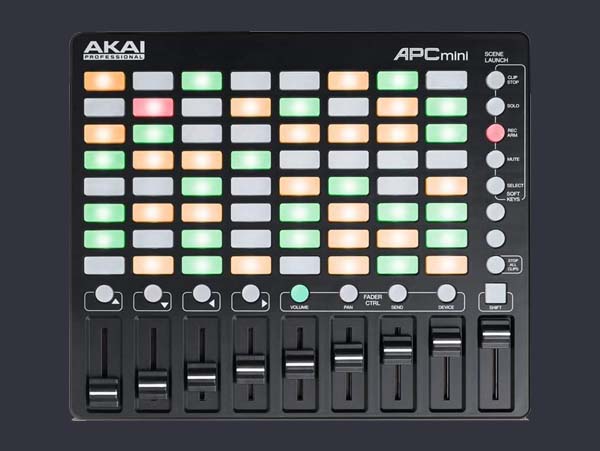 AKAI
PROFESSIONAL
APCmini
SCENE
LAUNCH
CLIP
STOP
SOLO
REC
ARM
MUTE
SELECT
SOFT
KEYS
STOP
ALL
CLIPS
VOLUME
PAN
FADER
CTRL
SEND
DEVICE
SHIFT